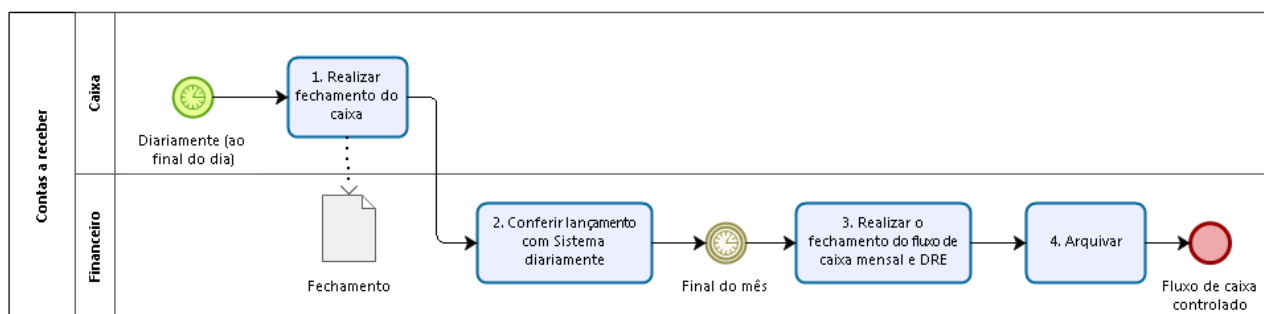 Contas a receber
Caixa
Diariamente (ao
final do dia)
1. Realizar
fechamento do
caixa
Financeiro
Fechamento
2. Conferir lançamento
com Sistema
diariamente
Final do mês
3. Realizar o
fechamento do fluxo de
caixa mensal e DRE
4. Arquivar
Fluxo de caixa
controlado